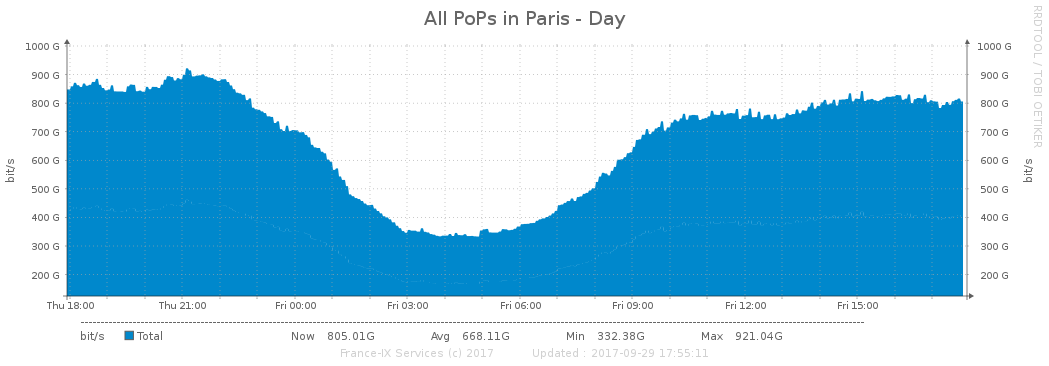 All PoPs in Paris - Day
RRDTOOL / TOBI OETIKER
1000 G 1000 G
900 G 900 G
800 G 800 G
700 G 700 G
600 G 600 G
500 G 500 G
400 G 400 G
300 G 300 G
200 G 200 G
bit/s bit/s
Thu 18:00 Thu 21:00 Fri 00:00 Fri 03:00 Fri 06:00 Fri 09:00 Fri 12:00 Fri 15:00
bit/s Total Now 805.01G Avg 668.11G Min 332.38G Max 921.04G
France-IX Services (c) 2017 Updated : 2017-09-29 17:55:11